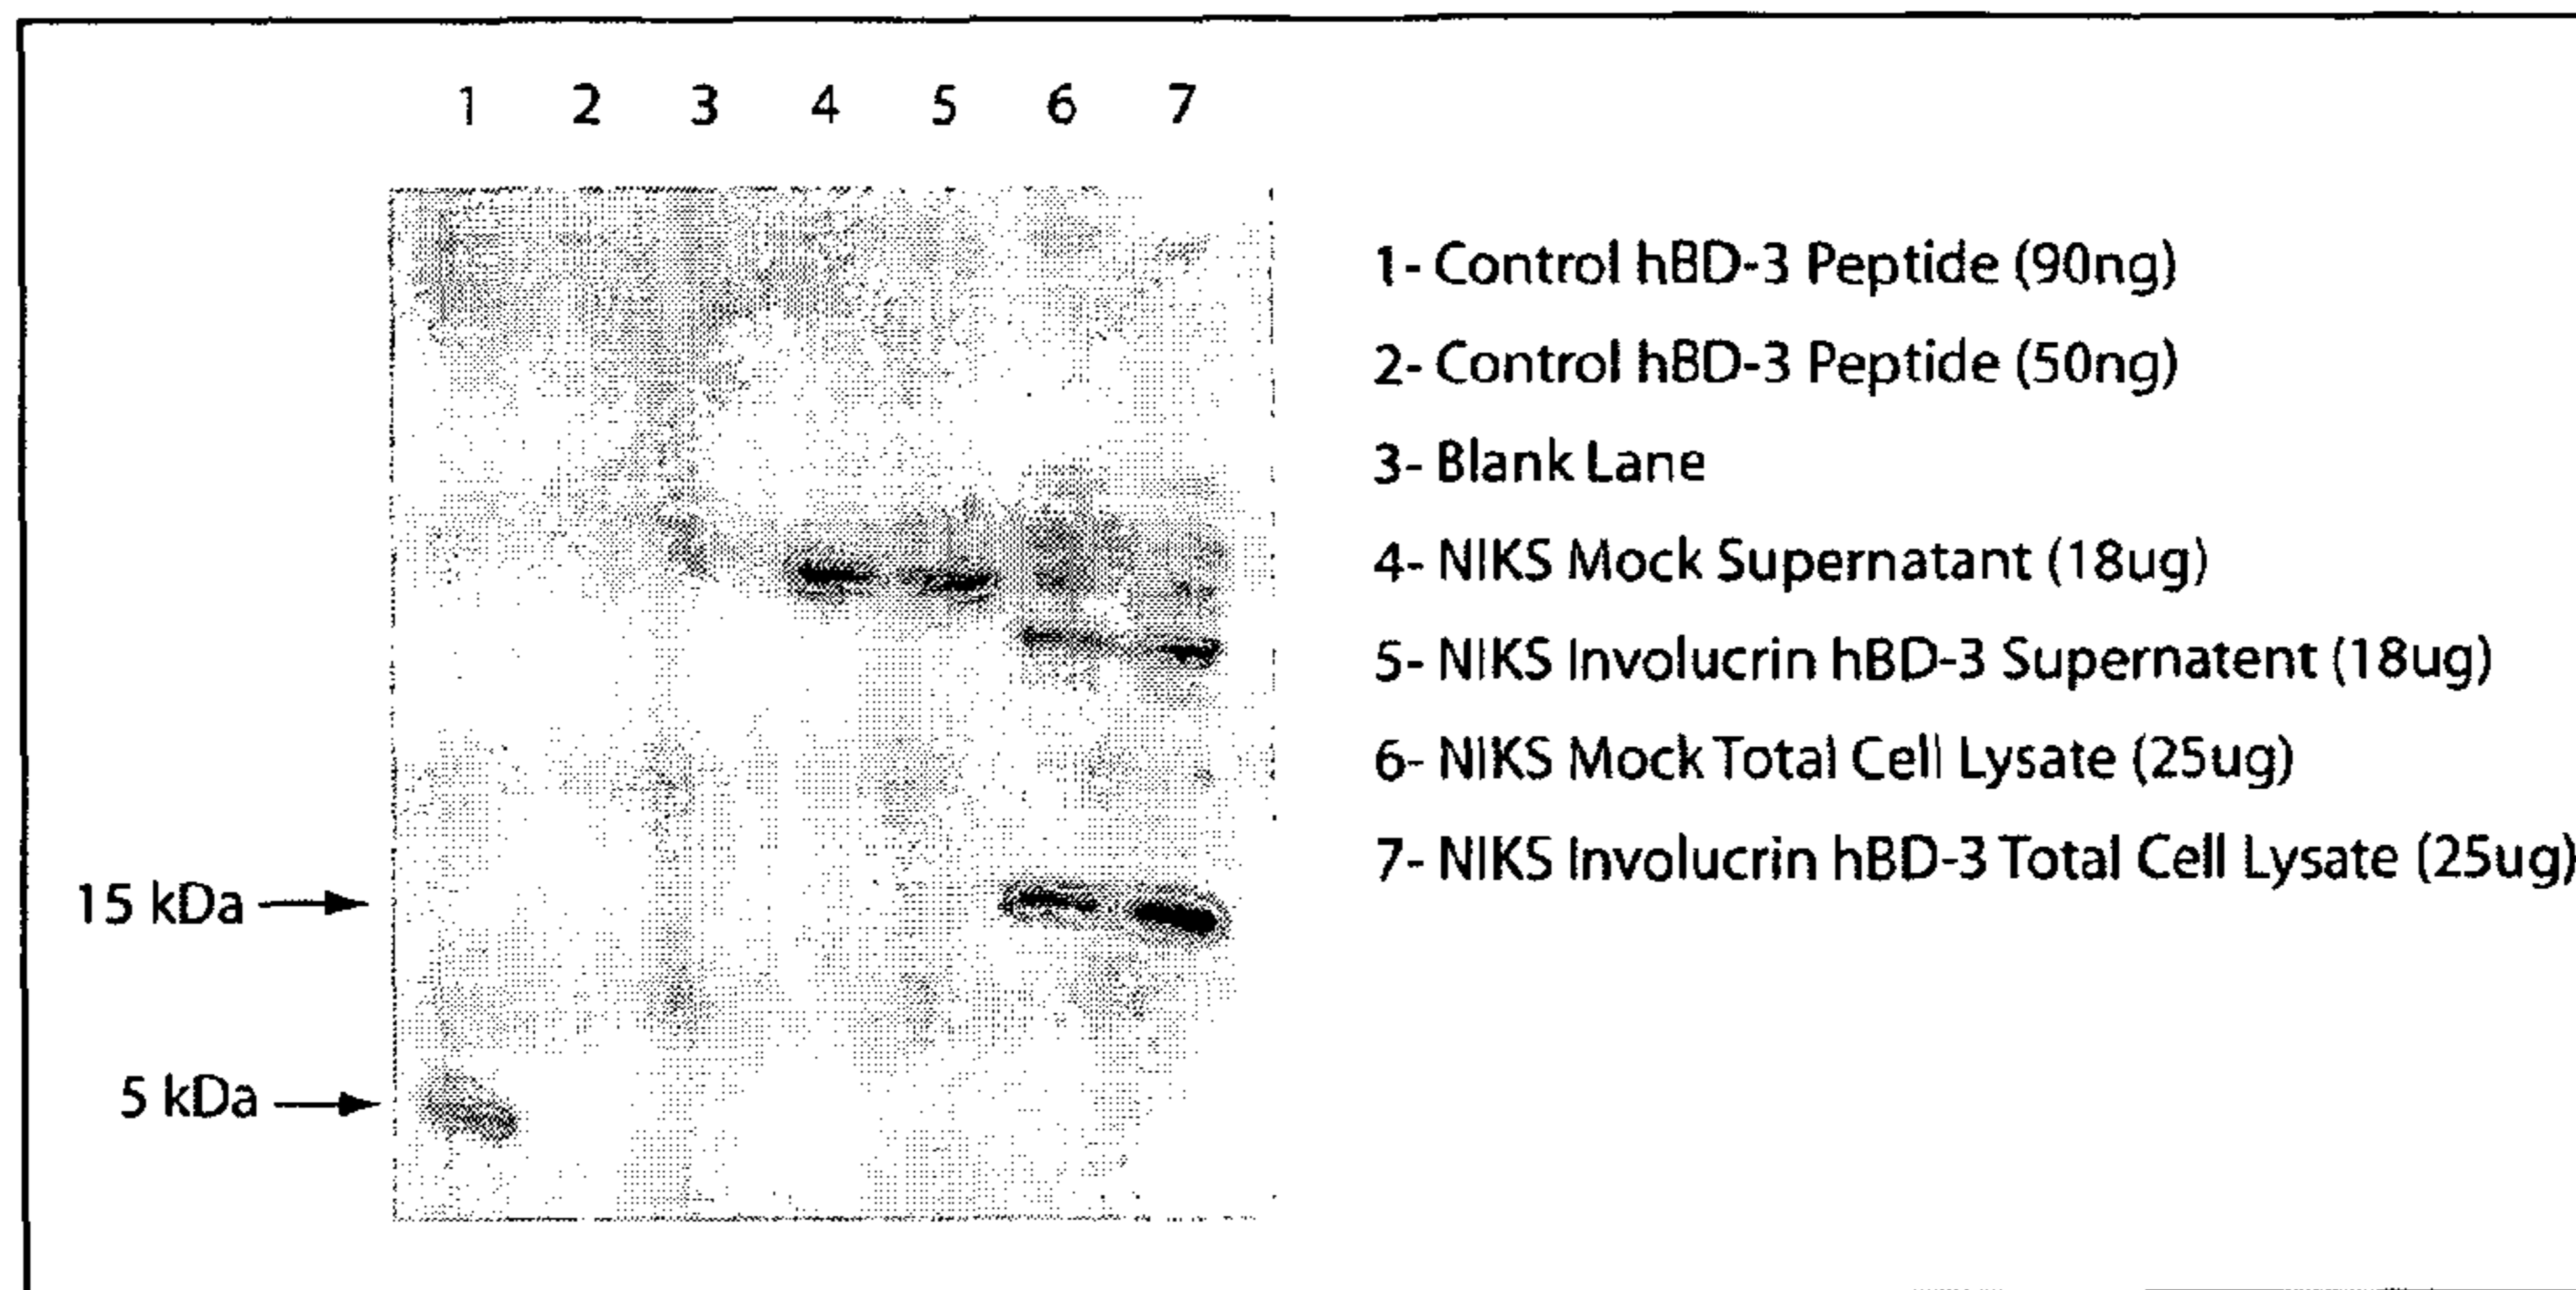 1 2 3 4 5 6 7
1- Control hBD-3 Peptide (90ng)
2- Control hBD-3 Peptide (50ng)
3- Blank Lane
4- NIKS Mock Supernatant (18ug)
5- NIKS Involucrin hBD-3 Supernatent (18ug)
6- NIKS Mock Total Cell Lysate (25ug)
7- NIKS Involucrin hBD-3 Total Cell Lysate (25ug)
15 kDa
5 kDa